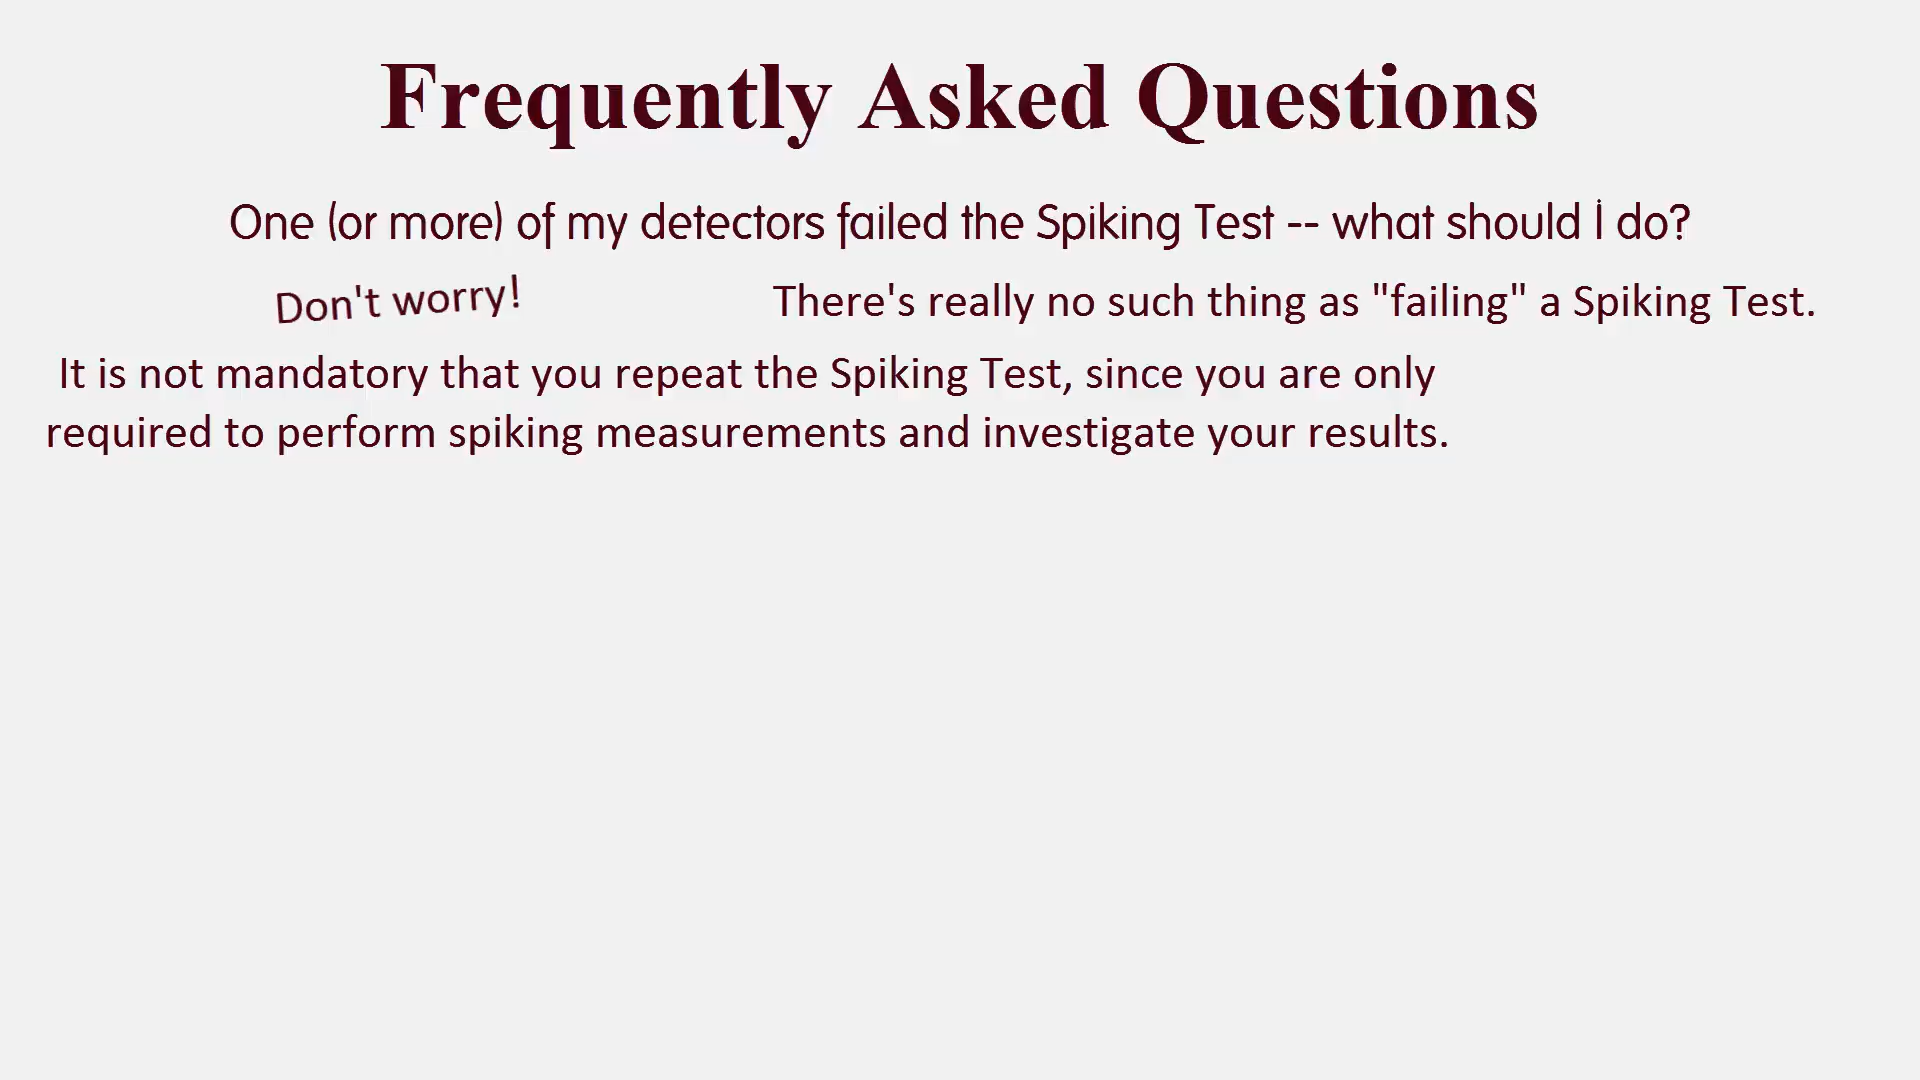 Frequently Asked Questions
One (or more) of my detectors failed the Spiking Test -- what should I do?
Don't worry!
There's really no such thing as "failing" a Spiking Test.
It is not mandatory that you repeat the Spiking Test, since you are only
required to perform spiking measurements and investigate your results.